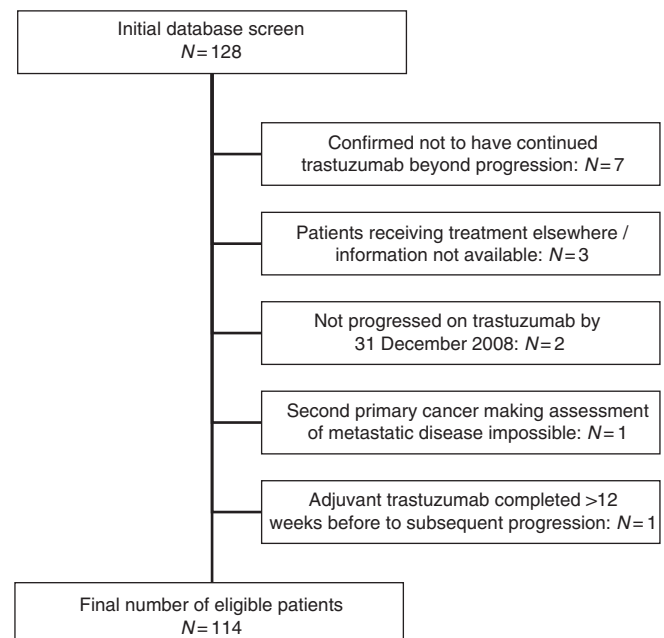 Initial database screen
N=128
Confirmed not to have continued
trastuzumab beyond progression: N=7
Patients receiving treatment elsewhere /
information not available: N=3
Not progressed on trastuzumab by
31 December 2008: N=2
Second primary cancer making assessment
of metastatic disease impossible: N=1
Adjuvant trastuzumab completed >12
weeks before to subsequent progression: N=1
Final number of eligible patients
N=114